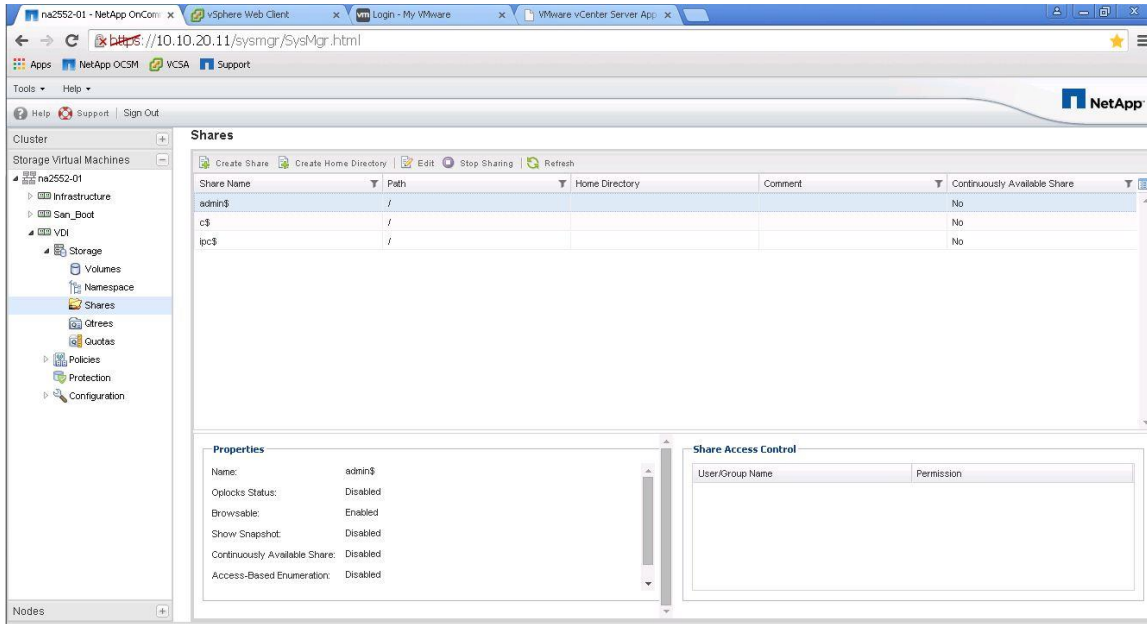 na2552-01 - NetApp OnCom
vSphere Web Client
vm Login - My VMware
VMware vCenter Server App
https://10.10.20.11/sysmgr/SysMgr.html
Apps NetApp OCSM VCSA Support
Tools Help
NetApp
Help Support Sign Out
Cluster
Storage Virtual Machines
na2552-01
Infrastructure
San_Boot
VDI
Storage
Volumes
Namespace
Shares
Qtrees
Quotas
Policies
Protection
Configuration
Nodes
Shares
Create Share Create Home Directory Edit Stop Sharing Refresh
Share Name Path Home Directory Comment Continuously Available Share
admin$ / No
c$ / No
ipc$ / No
Properties
Name: admin$
Oplocks Status: Disabled
Browsable: Enabled
Show Snapshot: Disabled
Continuously Available Share: Disabled
Access-Based Enumeration: Disabled
Share Access Control
User/Group Name Permission